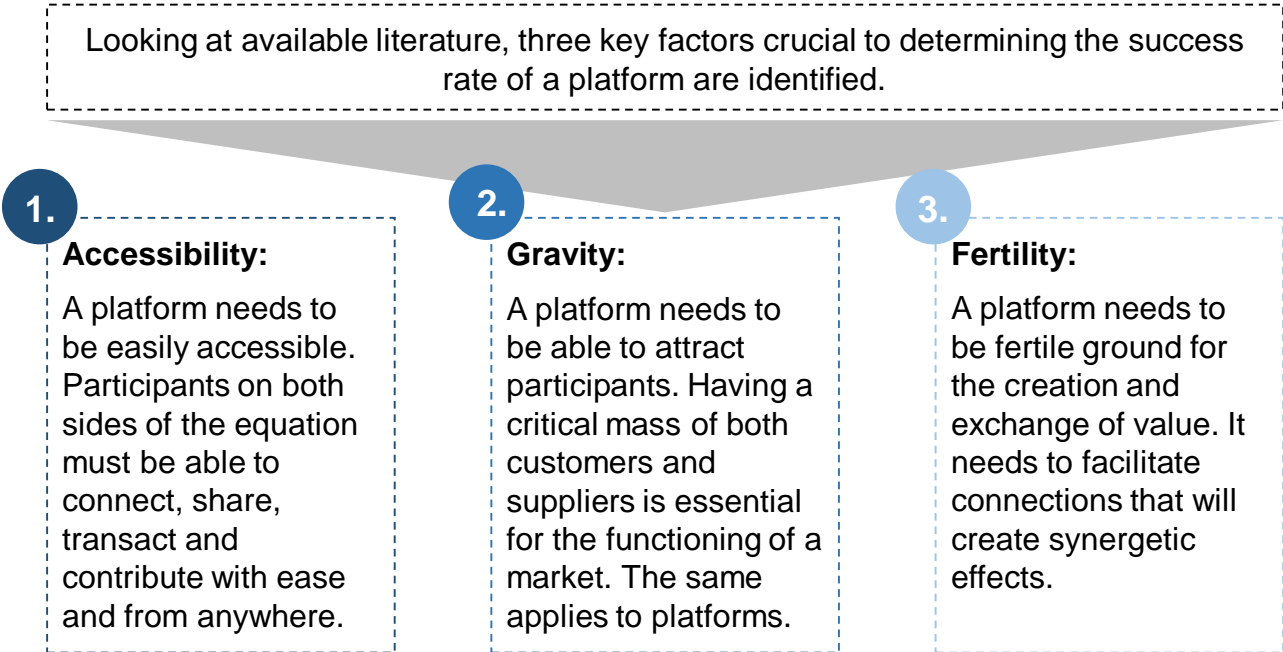 Looking at available literature, three key factors crucial to determining the success
rate of a platform are identified.
1.
Accessibility:
A platform needs to
be easily accessible.
Participants on both
sides of the equation
must be able to
connect, share,
transact and
contribute with ease
and from anywhere.
2.
Gravity:
A platform needs to
be able to attract
participants. Having a
critical mass of both
customers and
suppliers is essential
for the functioning of a
market. The same
applies to platforms.
3.
Fertility:
A platform needs to
be fertile ground for
the creation and
exchange of value. It
needs to facilitate
connections that will
create synergetic
effects.